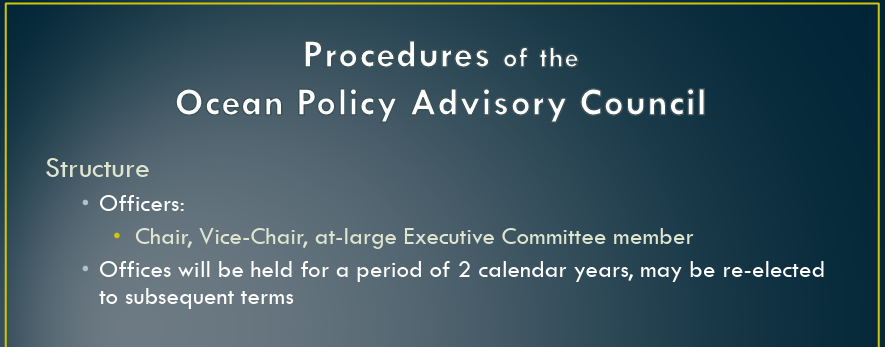 Procedures of the
Ocean Policy Advisory Council
Structure
• Officers:
• Chair, Vice-Chair, at-large Executive Committee member
• Offices will be held for a period of 2 calendar years, may be re-elected
to subsequent terms